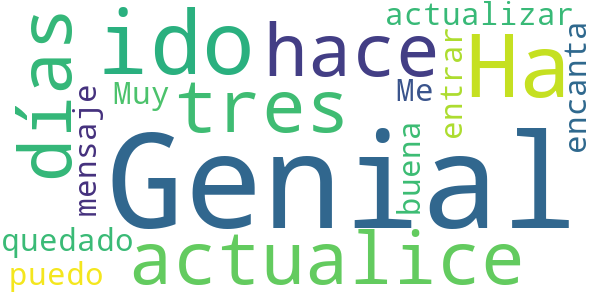 actualizar
ido
hace
Ha
días
Muy
tres
Me
entrar
encanta
mensaje
Genial
buena
quedado
actualice
puedo